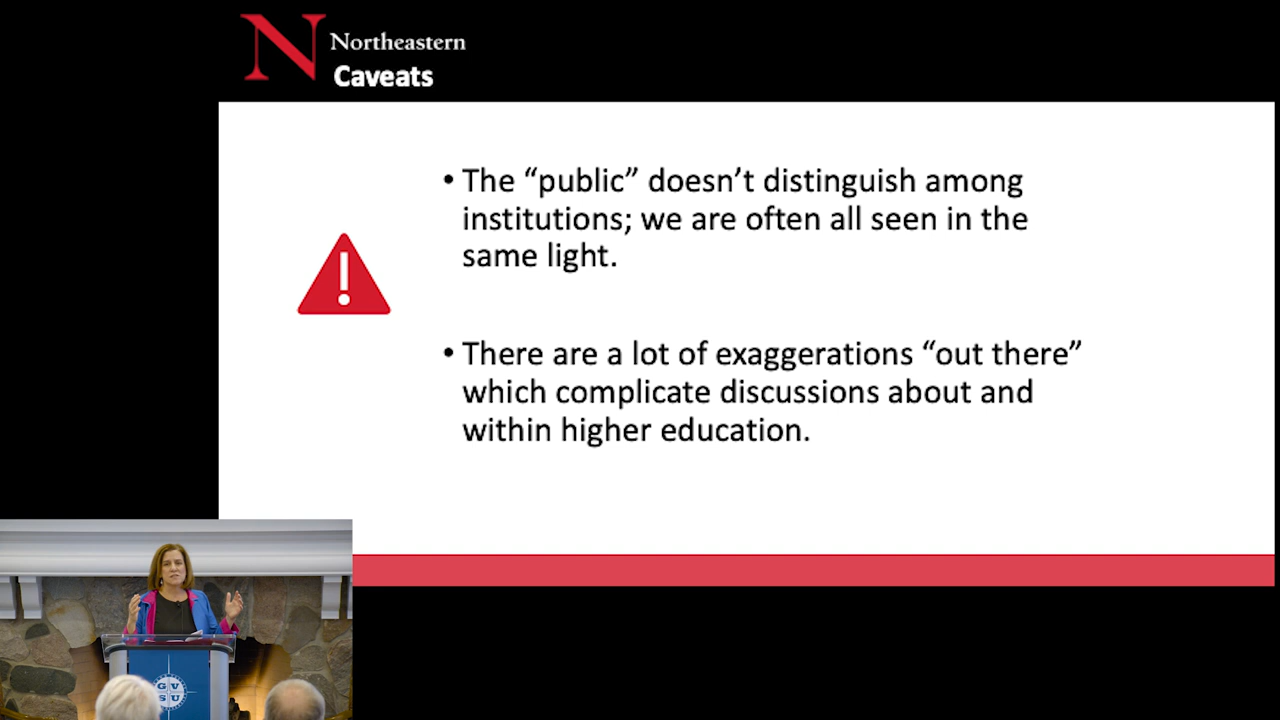 Northeastern
Caveats
• The “public” doesn’t distinguish among
institutions; we are often all seen in the
same light.
• There are a lot of exaggerations “out there”
which complicate discussions about and
within higher education.
G V
S U